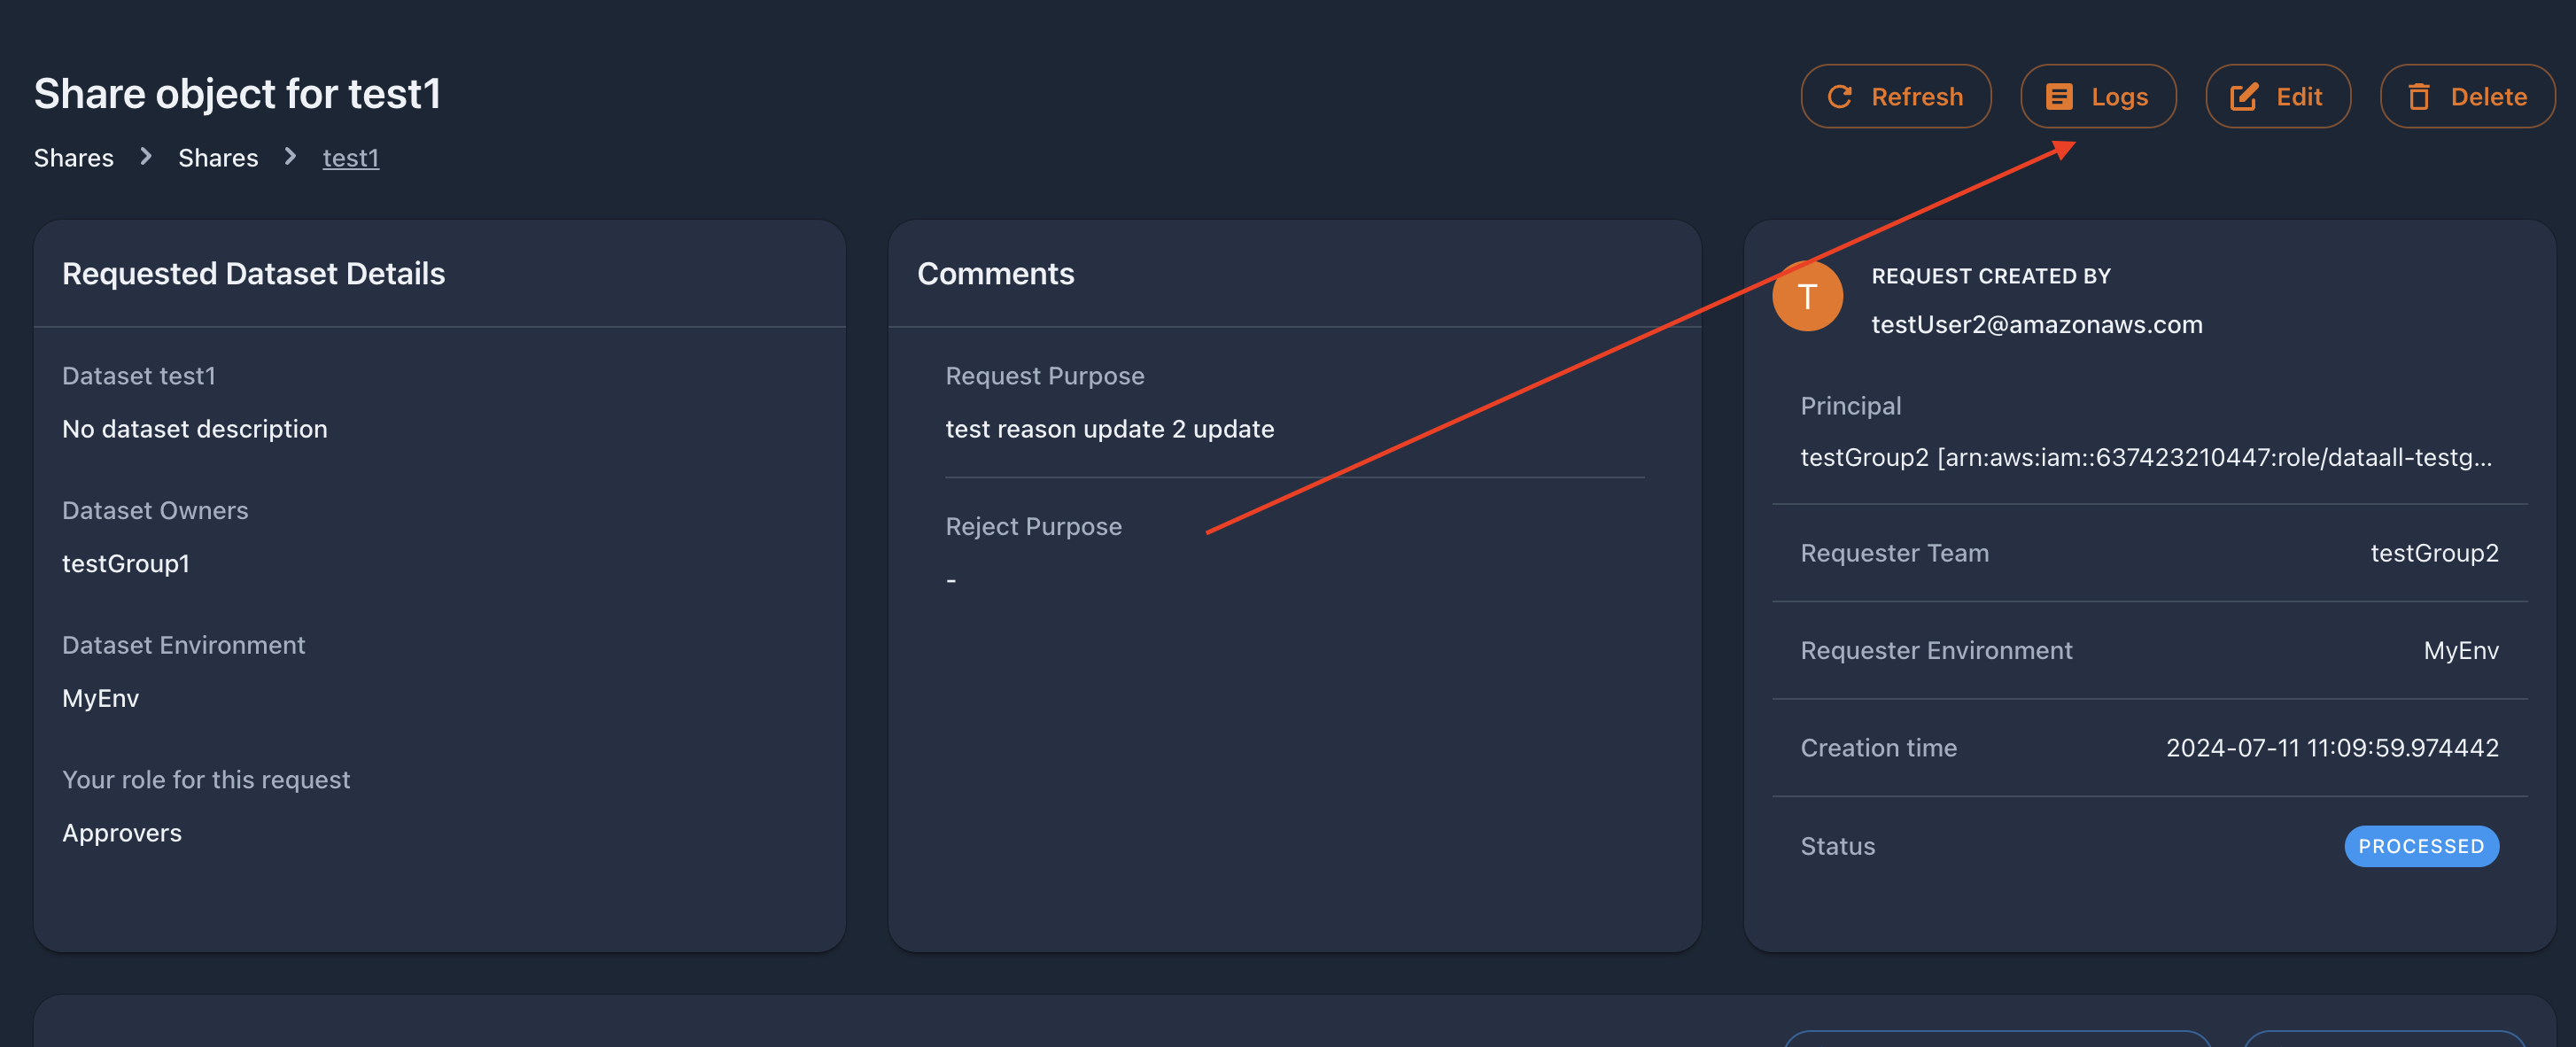 Share object for test1
Refresh
Logs
Edit
Delete
Shares > Shares > test1
Requested Dataset Details
Dataset test1
No dataset description
Dataset Owners
testGroup1
Dataset Environment
MyEnv
Your role for this request
Approvers
Comments
Request Purpose
test reason update 2 update
Reject Purpose
-
T
REQUEST CREATED BY
testUser2@amazonaws.com
Principal
testGroup2 [arn:aws:iam::637423210447:role/dataall-testg...
Requester Team testGroup2
Requester Environment MyEnv
Creation time 2024-07-11 11:09:59.974442
Status PROCESSED